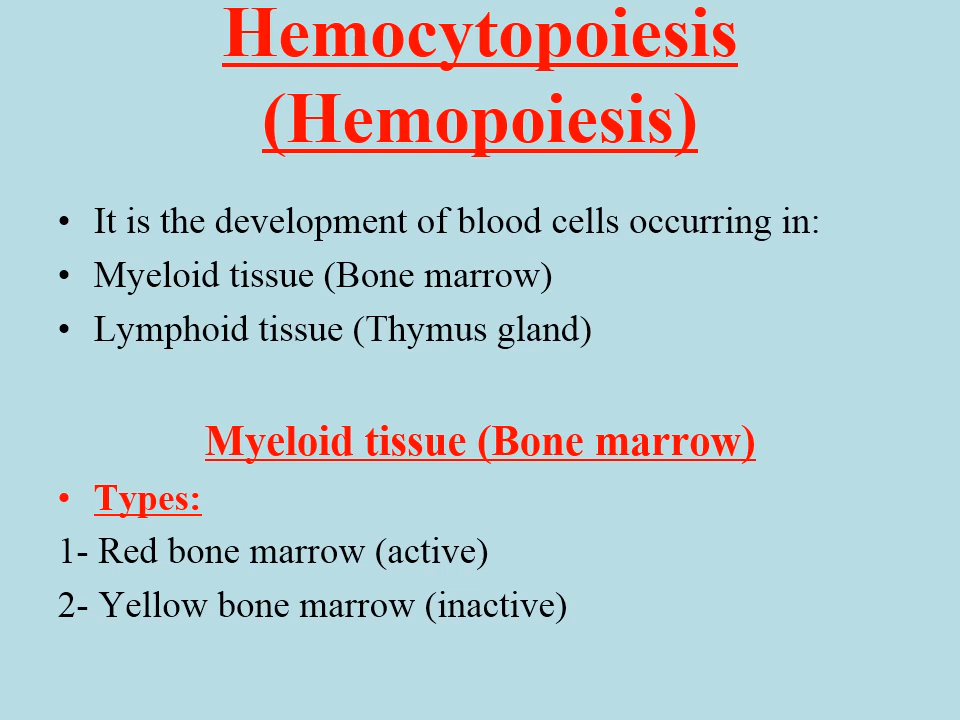 Hemocytopoiesis
(Hemopoiesis)
• It is the development of blood cells occurring in:
• Myeloid tissue (Bone marrow)
• Lymphoid tissue (Thymus gland)
Myeloid tissue (Bone marrow)
• Types:
1- Red bone marrow (active)
2- Yellow bone marrow (inactive)